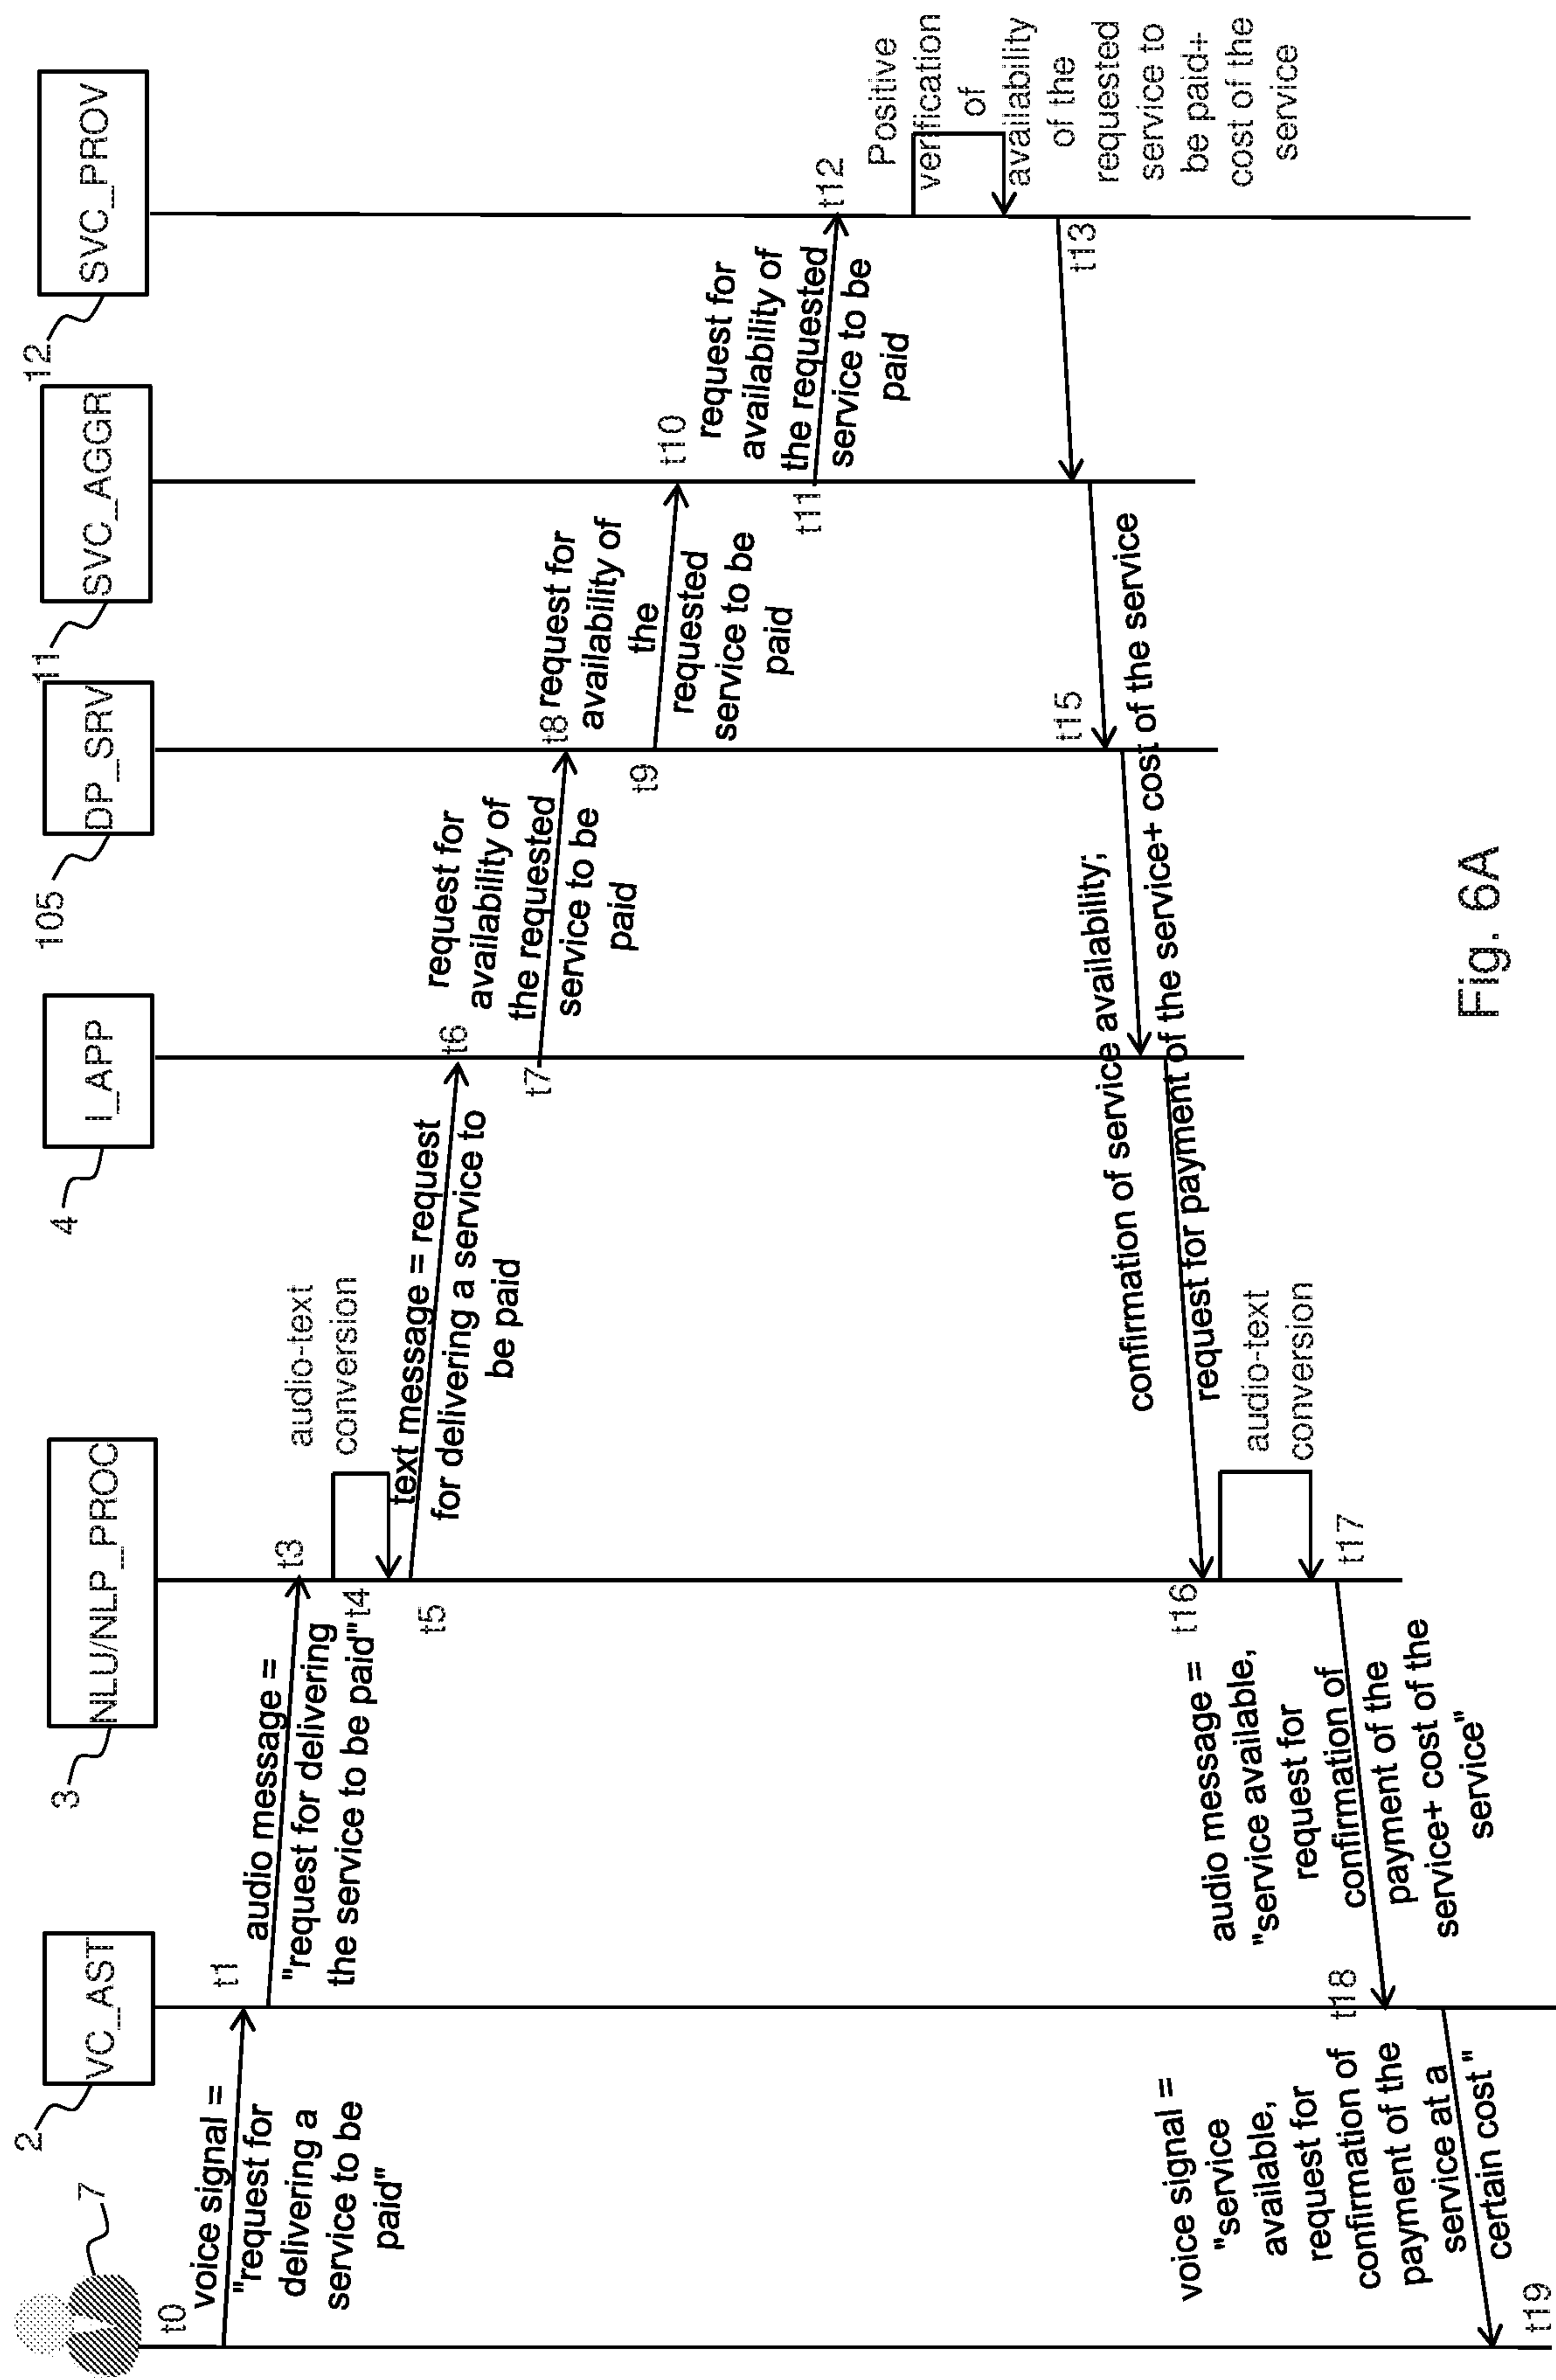 7
2
VC_AST
3
NLU/NLP_PROC
4
I_APP
105
DP_SRV
11
SVC_AGGR
12
SVC_PROV
t0
voice signal =
"request for
delivering a
service to be
paid"
t1
audio message =
"request for delivering
the service to be paid"
t3
t4
audio-text
conversion
t5
text message = request
for delivering a service to
be paid
t6
t7
request for
availability of
the requested
service to be
paid
t8
t9
request for
availability of
the
requested
service to be
paid
t10
t11
request for
availability of
the requested
service to be
paid
t12
Positive
verification
of
availability
of the
requested
service to
be paid+
cost of the
service
t13
t15
confirmation of service availability;
request for payment of the service+ cost of the service
t16
audio-text
conversion
t17
audio message =
"service available,
request for
confirmation of
payment of the
service+ cost of the
service"
t18
voice signal =
"service
available,
request for
confirmation of
payment of the
service at a
certain cost "
t19
Fig. 6A